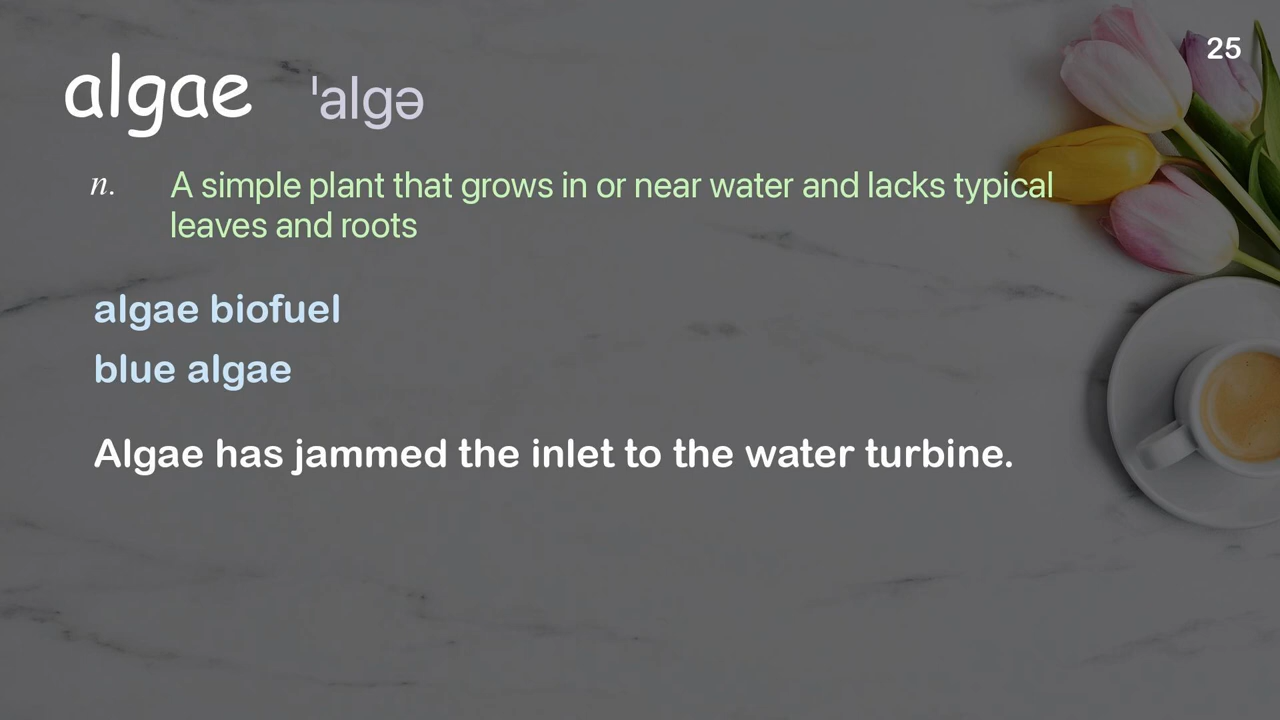 25
algae ˈalgə
n. A simple plant that grows in or near water and lacks typical
leaves and roots
algae biofuel
blue algae
Algae has jammed the inlet to the water turbine.